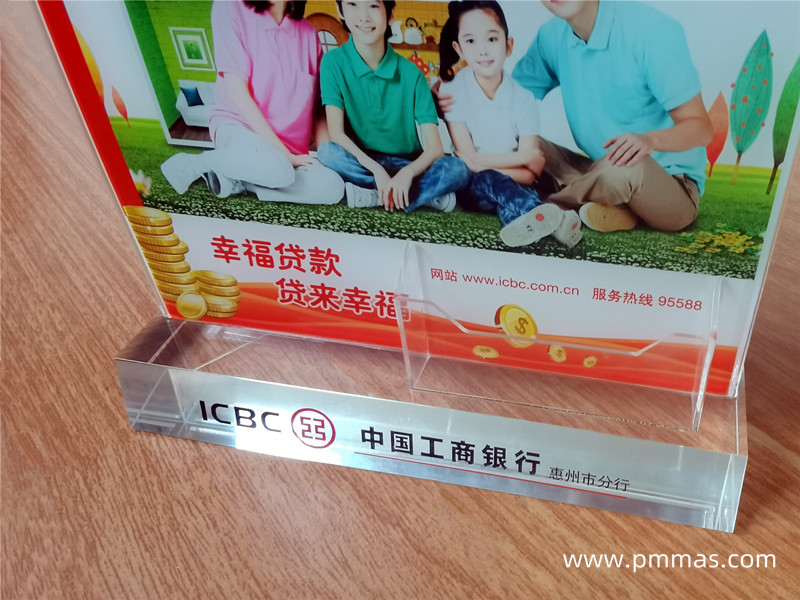 幸福贷款
贷来幸福
网站 www.icbc.com.cn 服务热线 95588
ICBC 中国工商银行 惠州市分行
www.pmmas.com